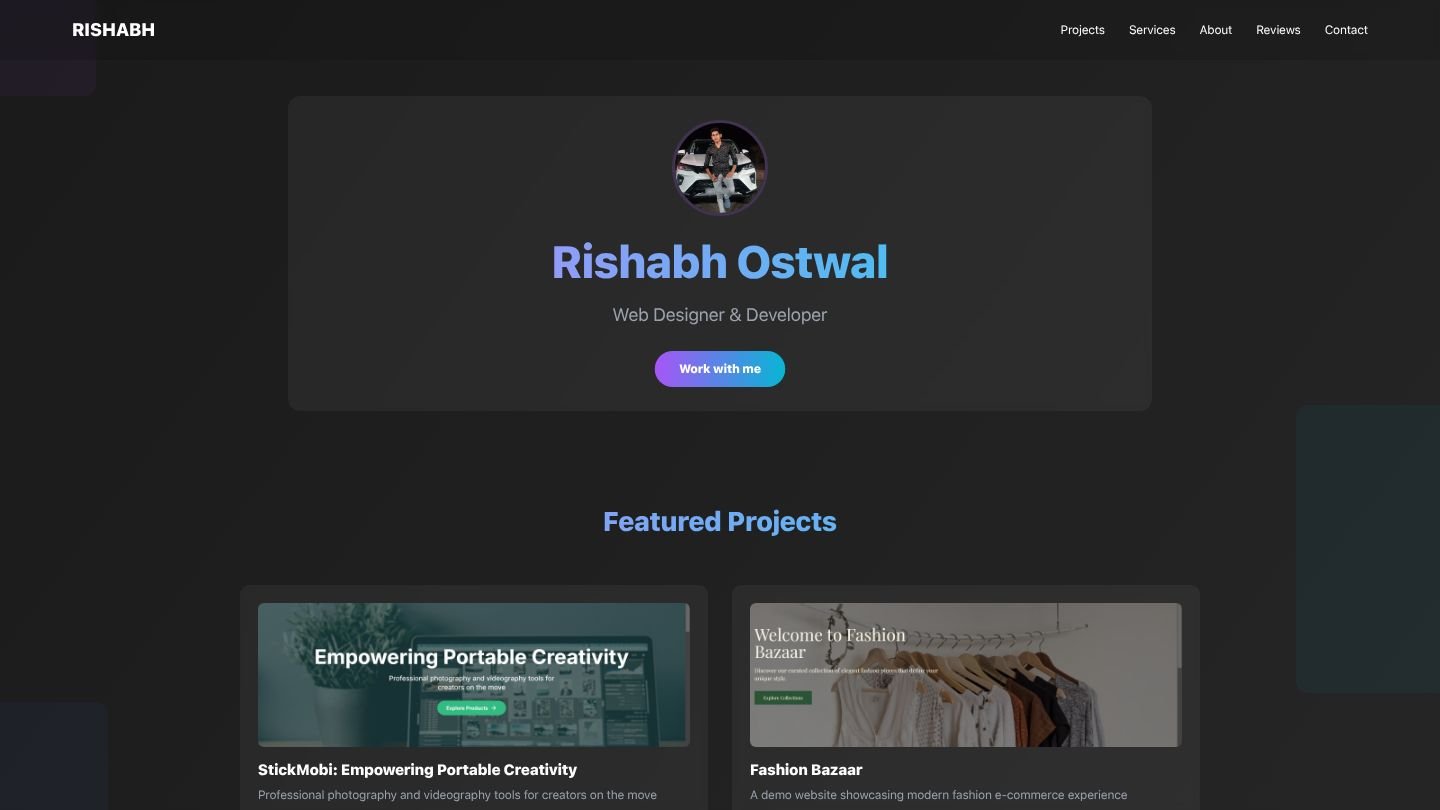 RISHABH
Projects Services About Reviews Contact
Rishabh Ostwal
Web Designer & Developer
Work with me
Featured Projects
Empowering Portable Creativity
Professional photography and videography tools for
creators on the move
Explore Products →
StickMobi: Empowering Portable Creativity
Professional photography and videography tools for creators on the move
Welcome to Fashion
Bazaar
Discover our curated collection of elegant fashion pieces that define your
unique style.
Explore Collections
Fashion Bazaar
A demo website showcasing modern fashion e-commerce experience